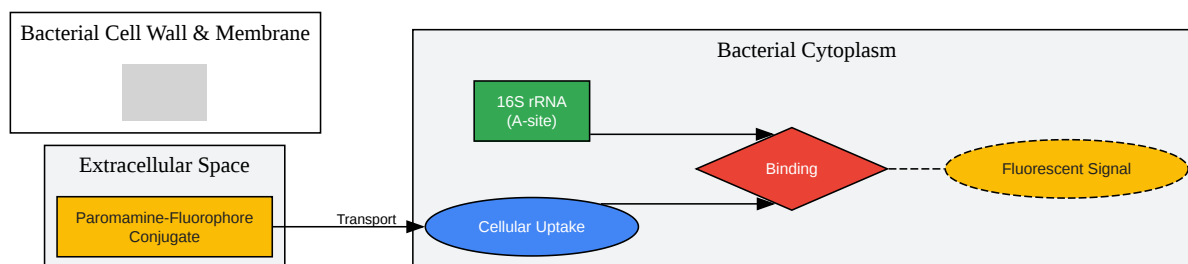 Bacterial Cell Wall & Membrane
Bacterial Cytoplasm
16S rRNA
(A-site)
Binding
Fluorescent Signal
Extracellular Space
Paromamine-Fluorophore
Conjugate
Transport
Cellular Uptake